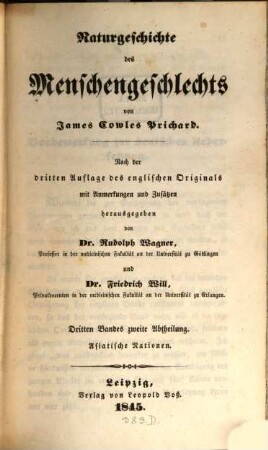 Naturgeschichte
des
Menschengeschlechts
von
James Cowles Prichard.
Nach der
dritten Auflage des englischen Originals
mit Anmerkungen und Zusätzen
herausgegeben
von
Dr. Rudolph Wagner,
Professor in der medicinischen Fakultät an der Universität zu Göttingen
und
Dr. Friedrich Will,
Privatdocenten in der medicinischen Fakultät an der Universität zu Erlangen.
Dritten Bandes zweite Abtheilung.
Asiatische Nationen.
Leipzig,
Verlag von Leopold Voß.
1845.